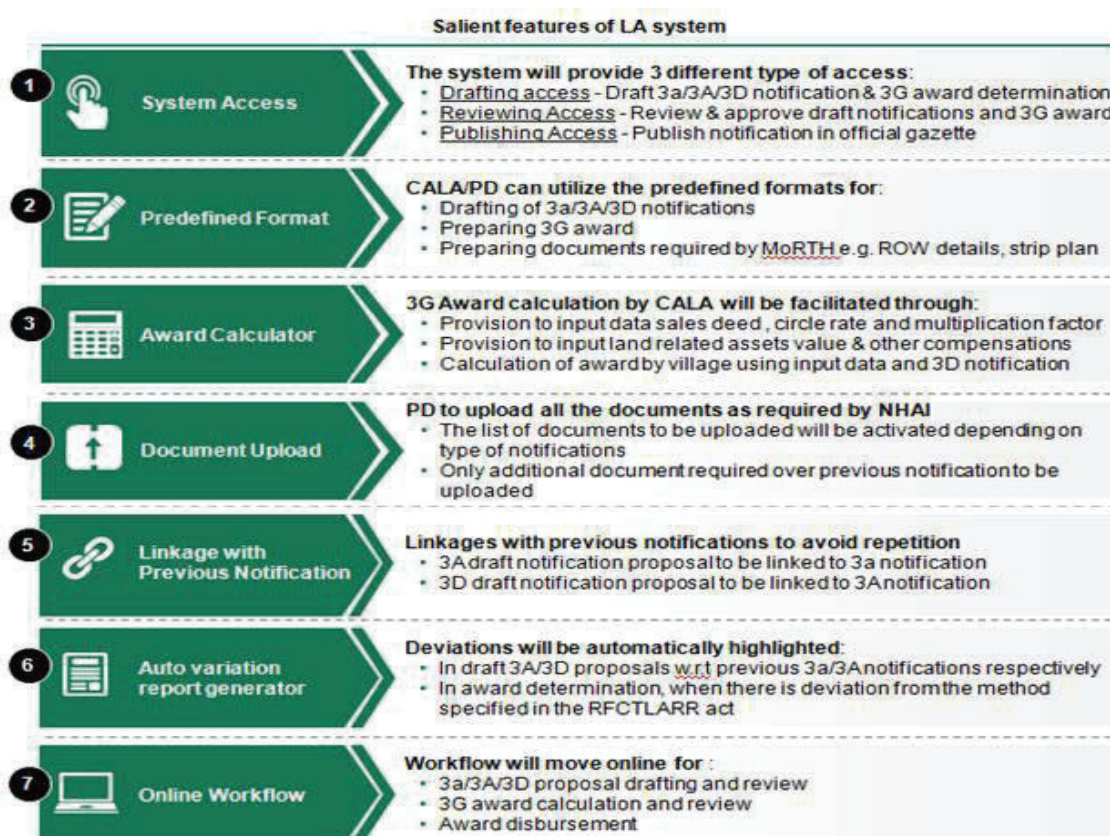 Salient features of LA system
1
System Access
The system will provide 3 different type of access:
• Drafting access - Draft 3a/3A/3D notification & 3G award determination
• Reviewing Access - Review & approve draft notifications and 3G award
• Publishing Access - Publish notification in official gazette
2
Predefined Format
CALA/PD can utilize the predefined formats for:
• Drafting of 3a/3A/3D notifications
• Preparing 3G award
• Preparing documents required by MoRTH e.g. ROW details, strip plan
3
Award Calculator
3G Award calculation by CALA will be facilitated through:
• Provision to input data sales deed , circle rate and multiplication factor
• Provision to input land related assets value & other compensations
• Calculation of award by village using input data and 3D notification
4
Document Upload
PD to upload all the documents as required by NHAI
• The list of documents to be uploaded will be activated depending on
type of notifications
• Only additional document required over previous notification to be
uploaded
5
Linkage with
Previous Notification
Linkages with previous notifications to avoid repetition
• 3A draft notification proposal to be linked to 3a notification
• 3D draft notification proposal to be linked to 3A notification
6
Auto variation
report generator
Deviations will be automatically highlighted:
• In draft 3A/3D proposals w.r.t previous 3a/3A notifications respectively
• In award determination, when there is deviation from the method
specified in the RFCTLARR act
7
Online Workflow
Workflow will move online for :
• 3a/3A/3D proposal drafting and review
• 3G award calculation and review
• Award disbursement